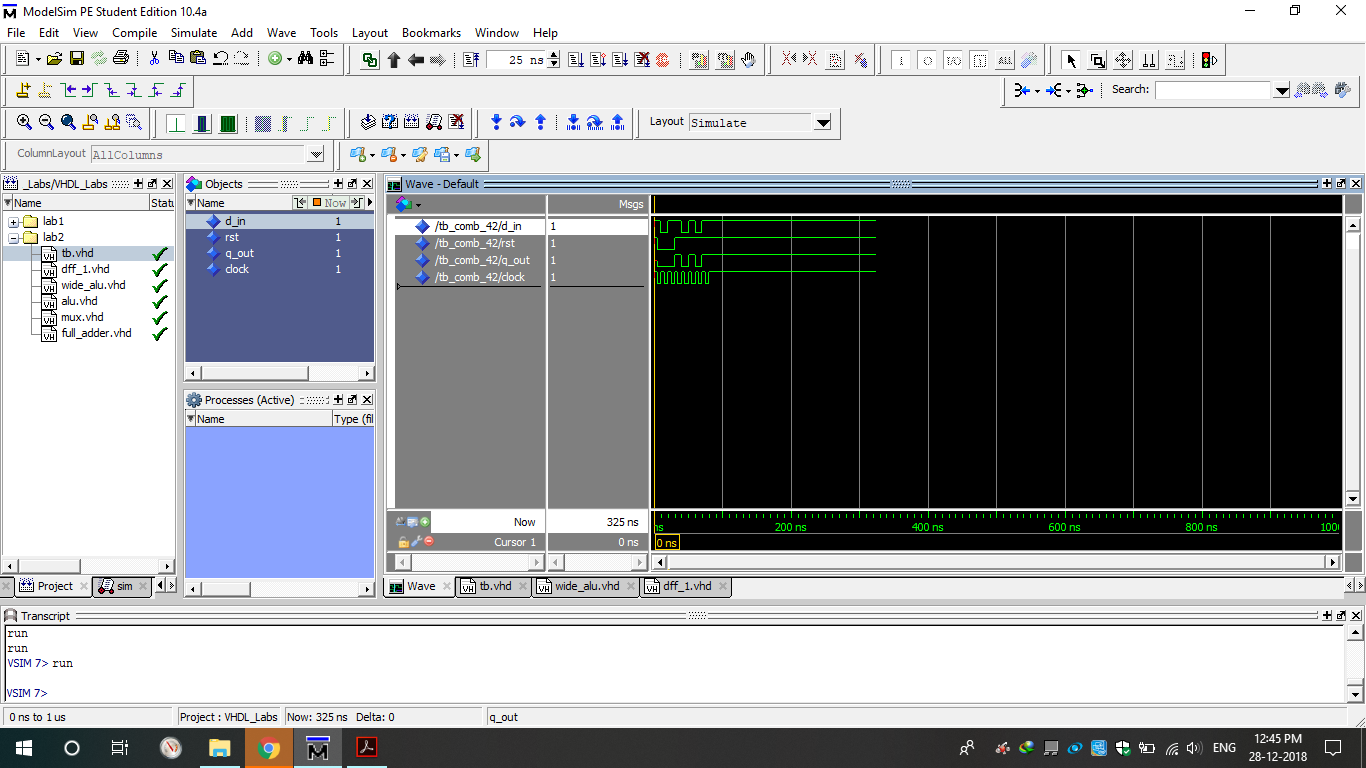 ModelSim PE Student Edition 10.4a
File Edit View Compile Simulate Add Wave Tools Layout Bookmarks Window Help
25 ns
Search:
Layout Simulate
ColumnLayout AllColumns
_Labs/VHDL_Labs
Name Statu
lab1
lab2
tb.vhd
dff_1.vhd
wide_alu.vhd
alu.vhd
mux.vhd
full_adder.vhd
Project sim
Objects
Name Now
d_in 1
rst 1
q_out 1
clock 1
Processes (Active)
Name Type (fil
Wave - Default
Msgs
/tb_comb_42/d_in 1
/tb_comb_42/rst 1
/tb_comb_42/q_out 1
/tb_comb_42/clock 1
Now 325 ns
Cursor 1 0 ns
ns 200 ns 400 ns 600 ns 800 ns 1000
0 ns
Wave tb.vhd wide_alu.vhd dff_1.vhd
Transcript
run
run
VSIM 7> run
VSIM 7>
0 ns to 1 us Project : VHDL_Labs Now: 325 ns Delta: 0 q_out
ENG 12:45 PM
28-12-2018